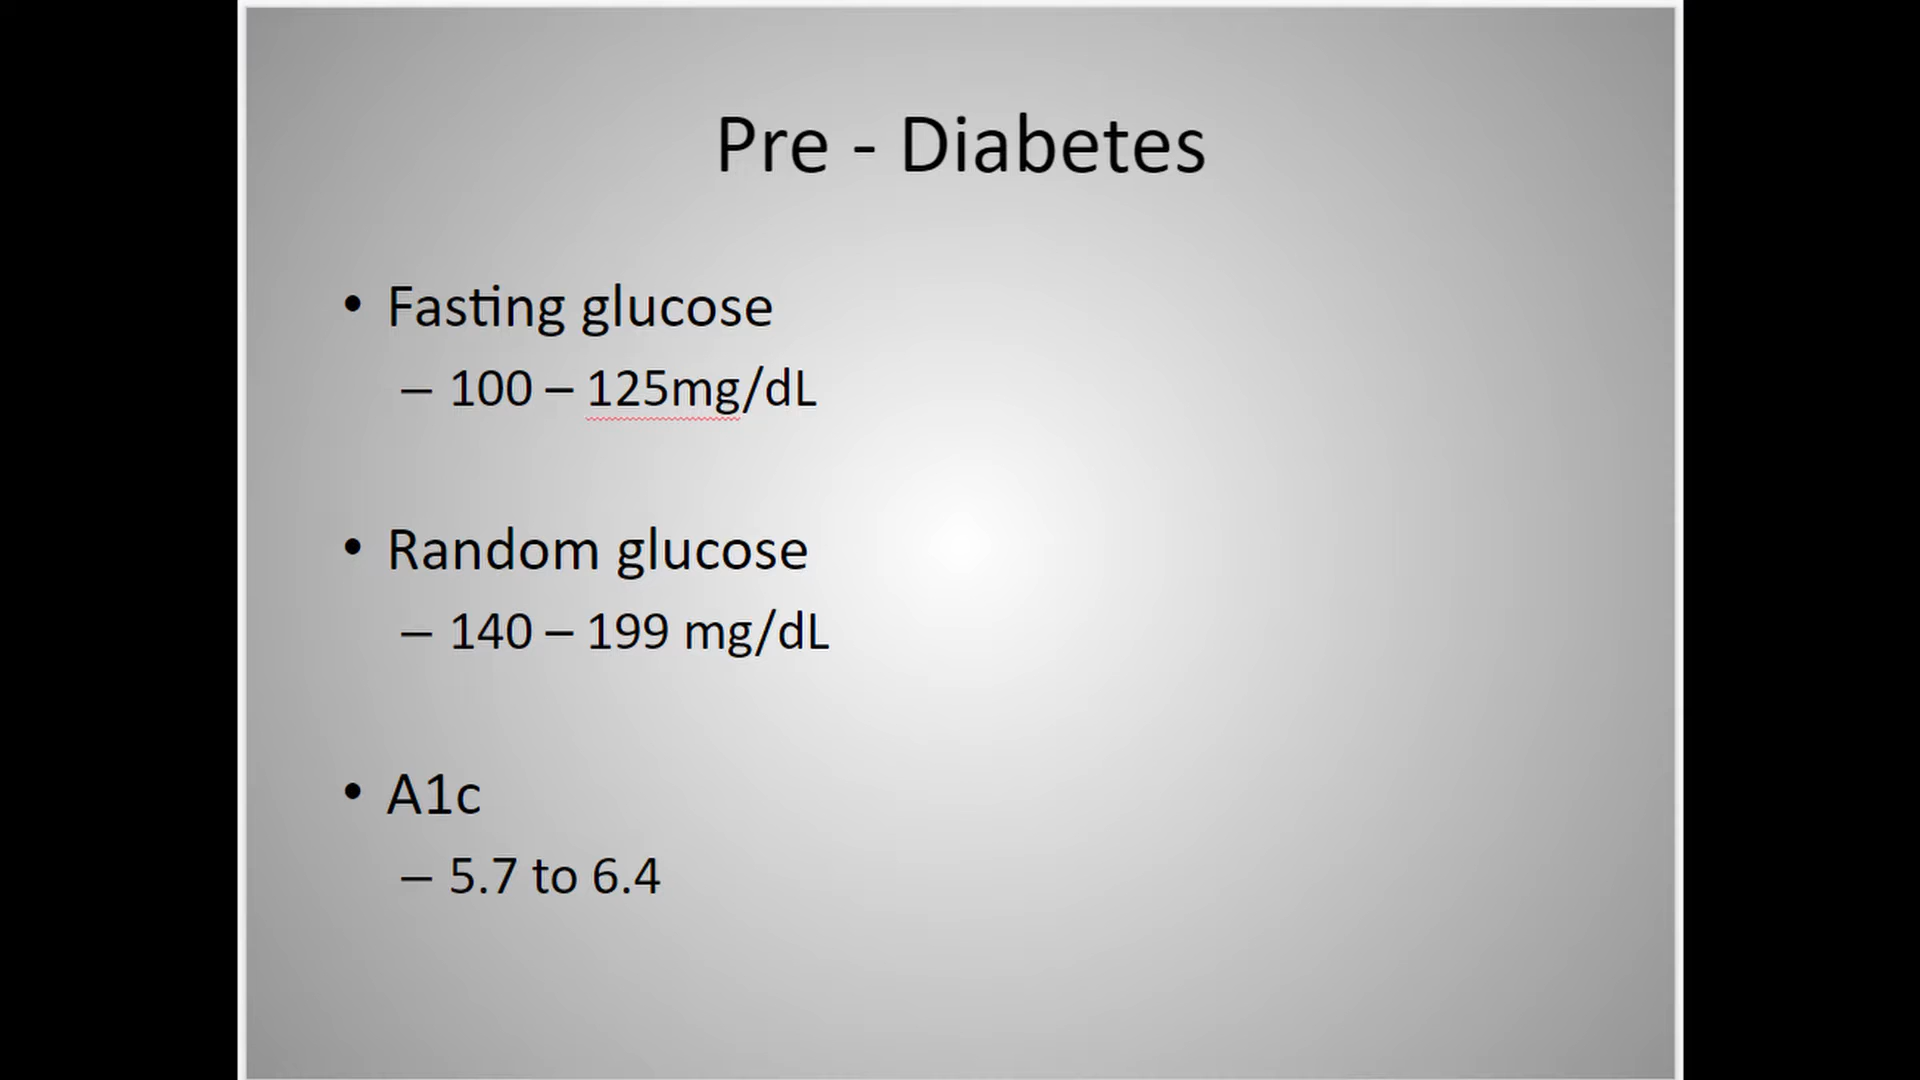 Pre - Diabetes
• Fasting glucose
– 100 – 125mg/dL
• Random glucose
– 140 – 199 mg/dL
• A1c
– 5.7 to 6.4